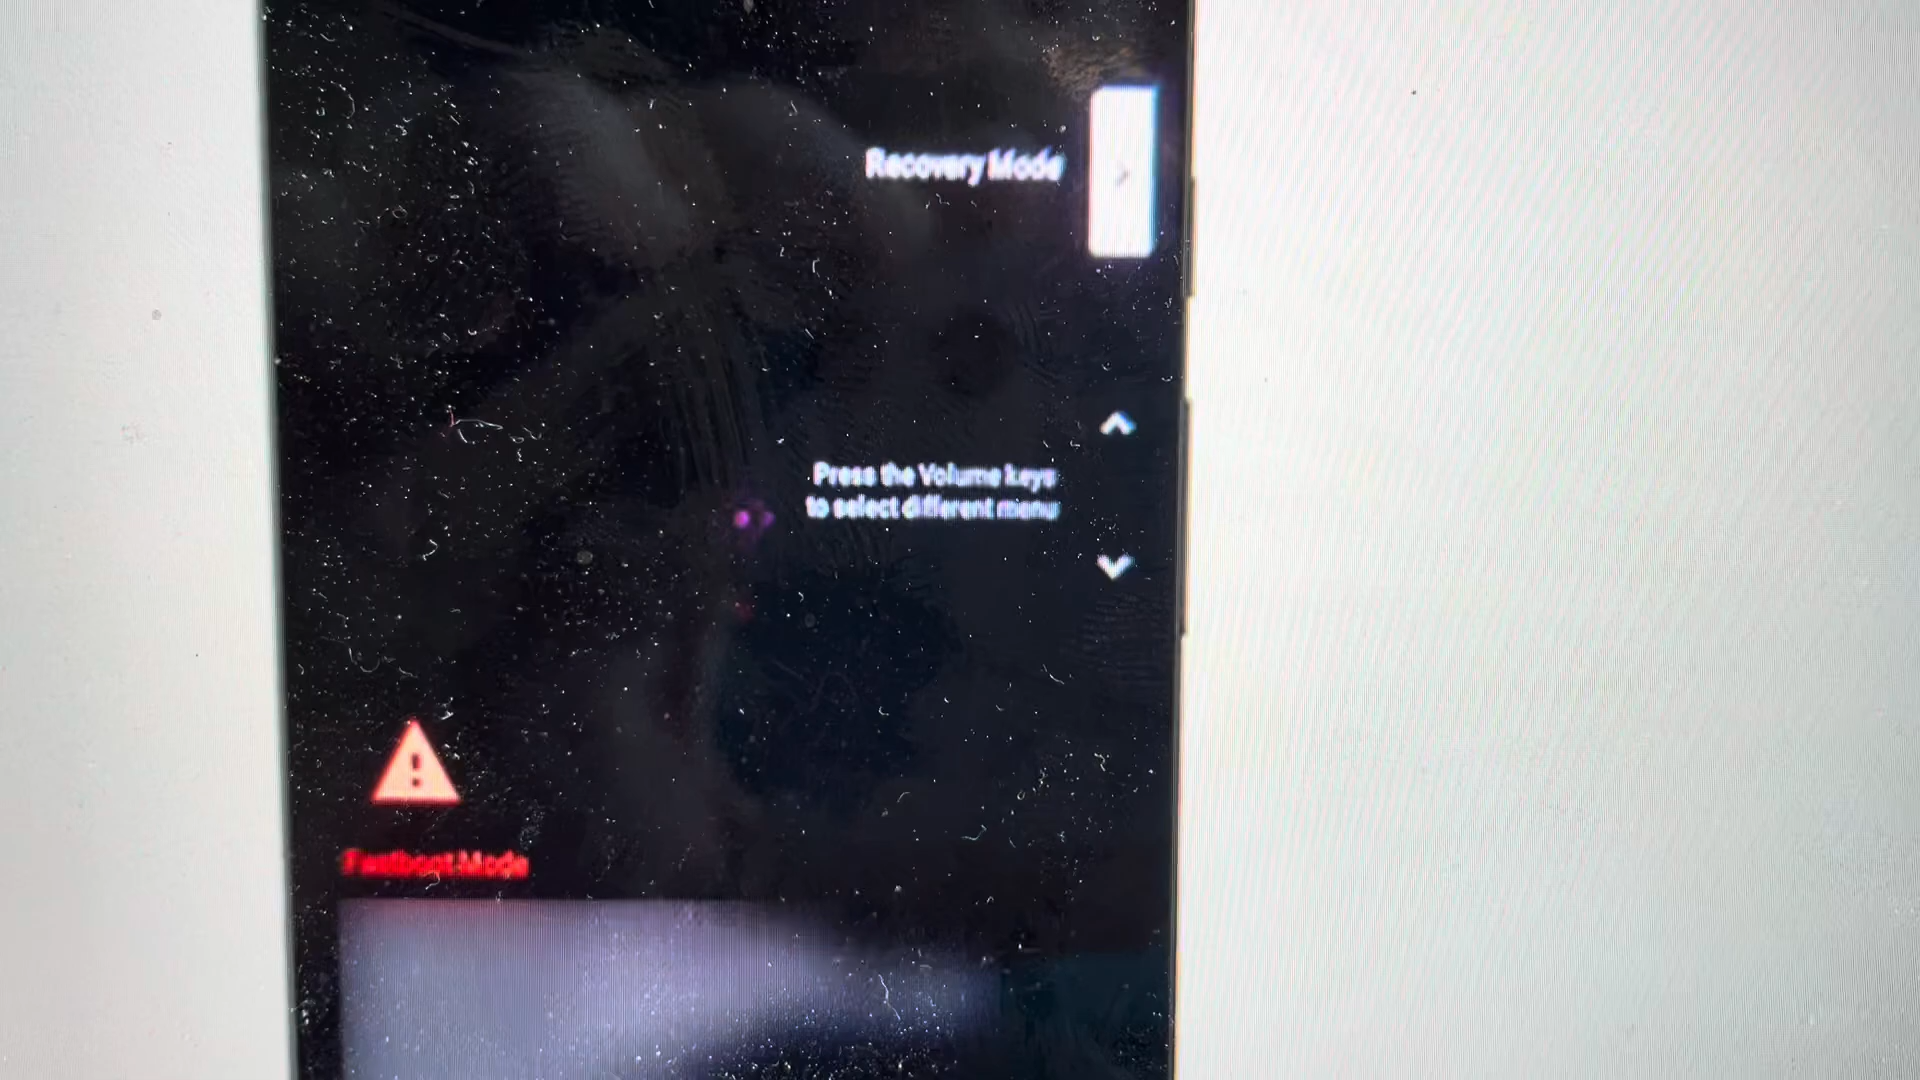 Recovery Mode
Press the Volume keys
to select different menu
Fastboot Mode